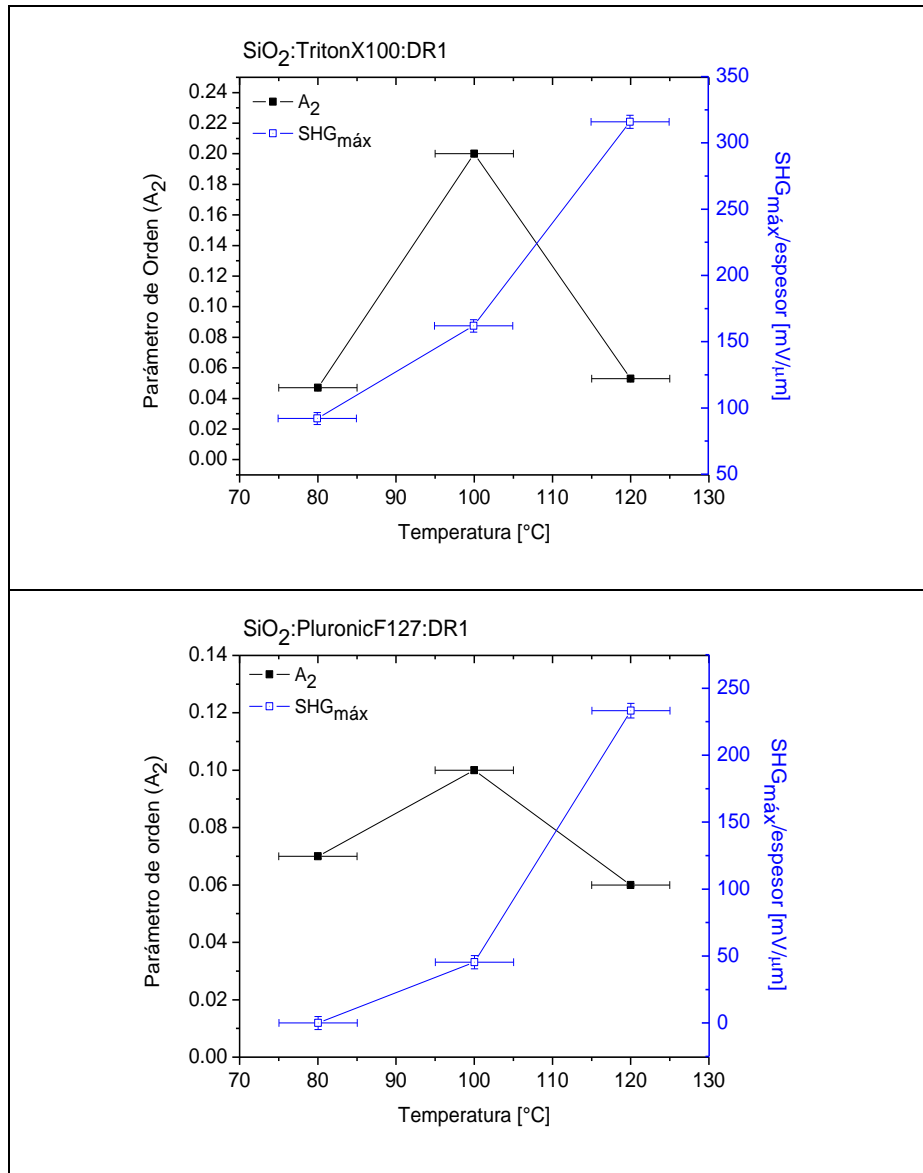 SiO2:TritonX100:DR1
A2
SHGmáx
0.24
0.22
0.20
0.18
0.16
0.14
0.12
0.10
0.08
0.06
0.04
0.02
0.00
Parámetro de Orden (A2)
350
300
250
200
150
100
50
SHGmáx/espesor [mV/μm]
70 80 90 100 110 120 130
Temperatura [°C]
SiO2:PluronicF127:DR1
A2
SHGmáx
0.14
0.12
0.10
0.08
0.06
0.04
0.02
0.00
Parámetro de orden (A2)
250
200
150
100
50
0
SHGmáx/espesor [mV/μm]
70 80 90 100 110 120 130
Temperatura [°C]